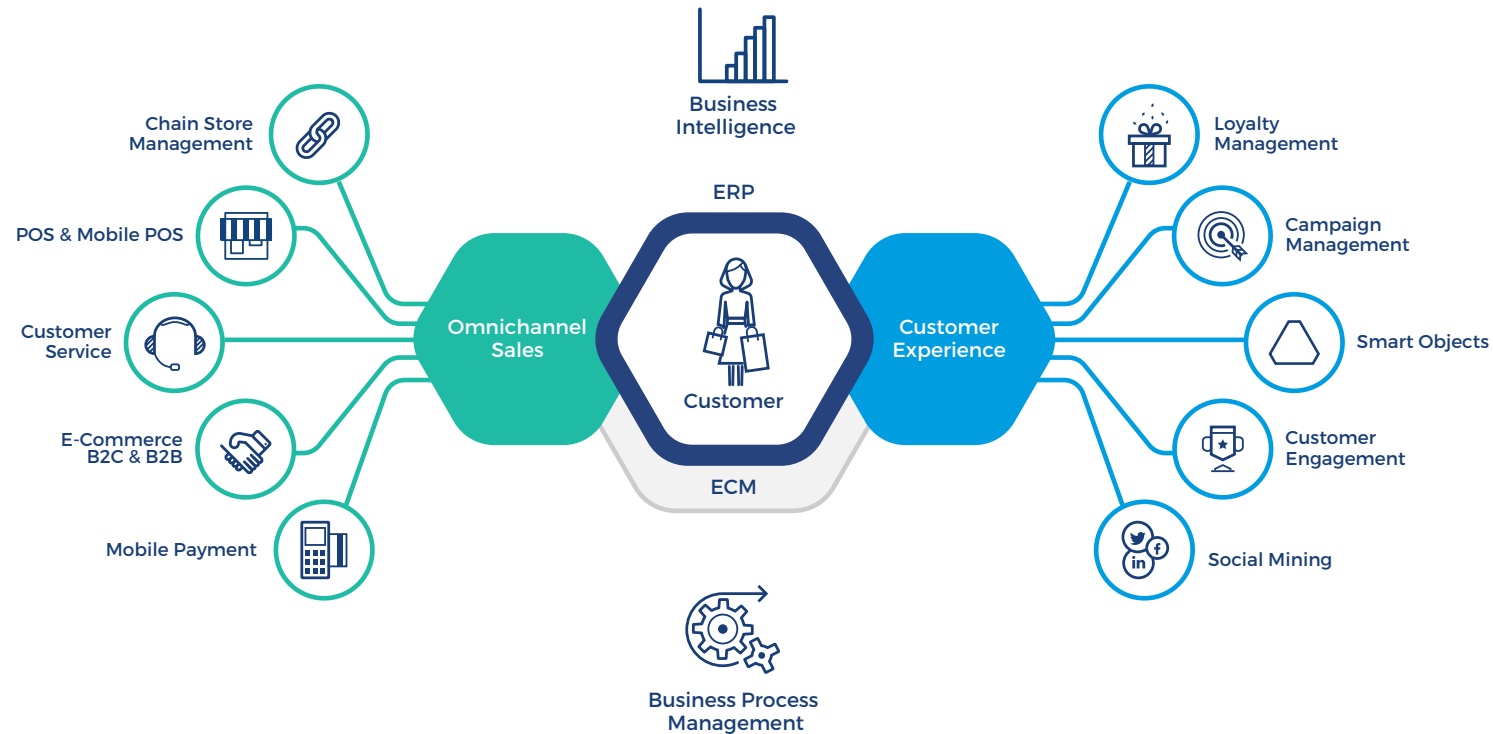 Business
Intelligence
Chain Store
Management
POS & Mobile POS
Customer
Service
E-Commerce
B2C & B2B
Mobile Payment
Omnichannel
Sales
ERP
Customer
ECM
Customer
Experience
Loyalty
Management
Campaign
Management
Smart Objects
Customer
Engagement
f
in
Social Mining
Business Process
Management